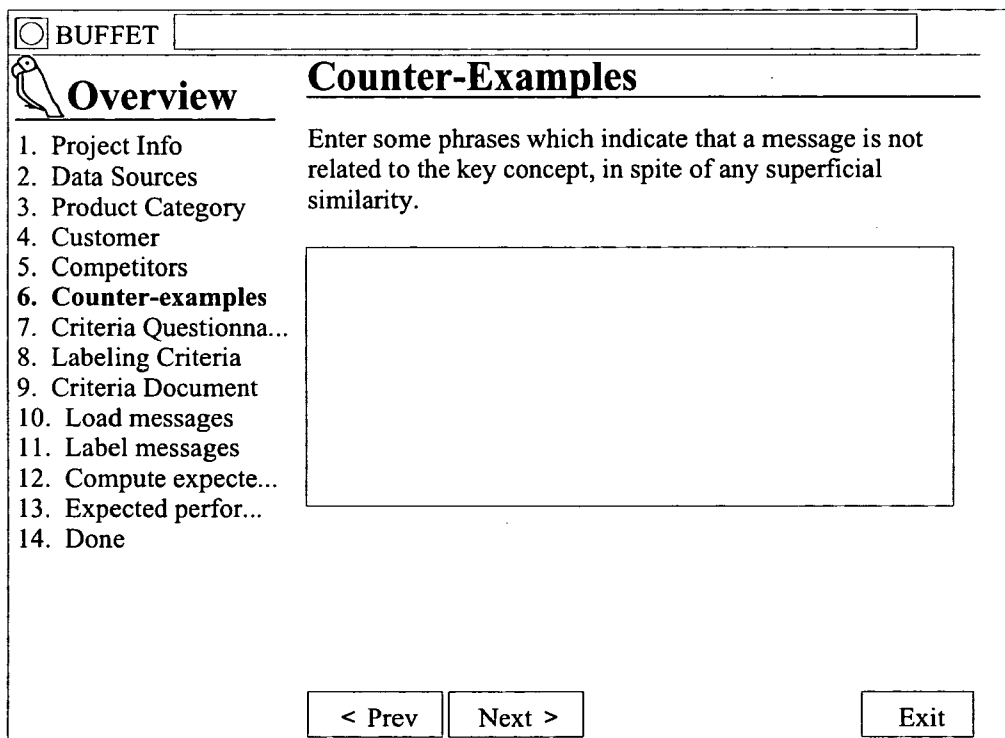 BUFFET
Overview
1. Project Info
2. Data Sources
3. Product Category
4. Customer
5. Competitors
6. Counter-examples
7. Criteria Questionna...
8. Labeling Criteria
9. Criteria Document
10. Load messages
11. Label messages
12. Compute expecte...
13. Expected perfor...
14. Done
Counter-Examples
Enter some phrases which indicate that a message is not
related to the key concept, in spite of any superficial
similarity.
< Prev
Next >
Exit